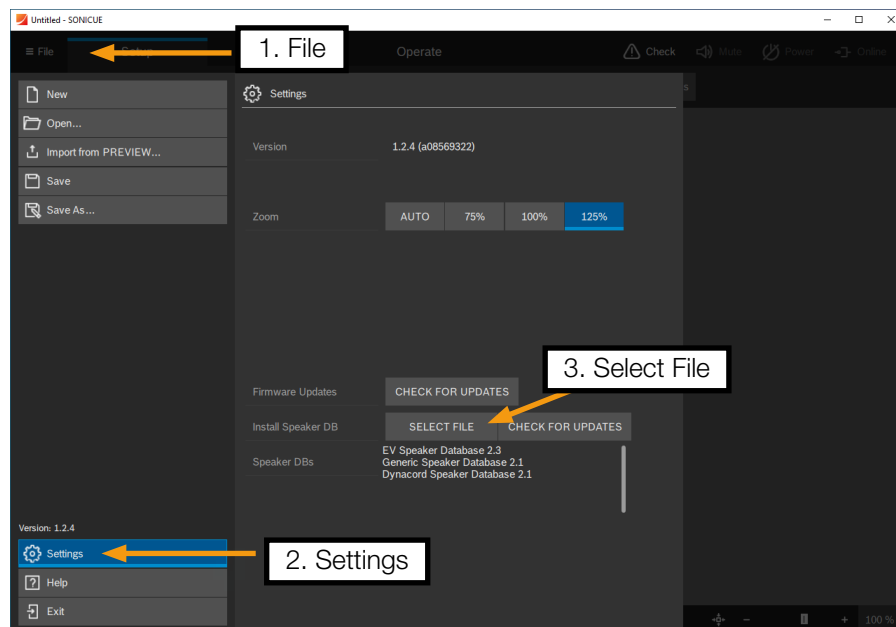 Untitled - SONICUE
≡ File
Setup
1. File
Operate
Check
Mute
Power
Online
New
Open...
Import from PREVIEW...
Save
Save As...
Settings
s
Version
1.2.4 (a08569322)
Zoom
AUTO
75%
100%
125%
3. Select File
Firmware Updates
CHECK FOR UPDATES
Install Speaker DB
SELECT FILE
CHECK FOR UPDATES
Speaker DBs
EV Speaker Database 2.3
Generic Speaker Database 2.1
Dynacord Speaker Database 2.1
Version: 1.2.4
Settings
2. Settings
Help
Exit
100 %